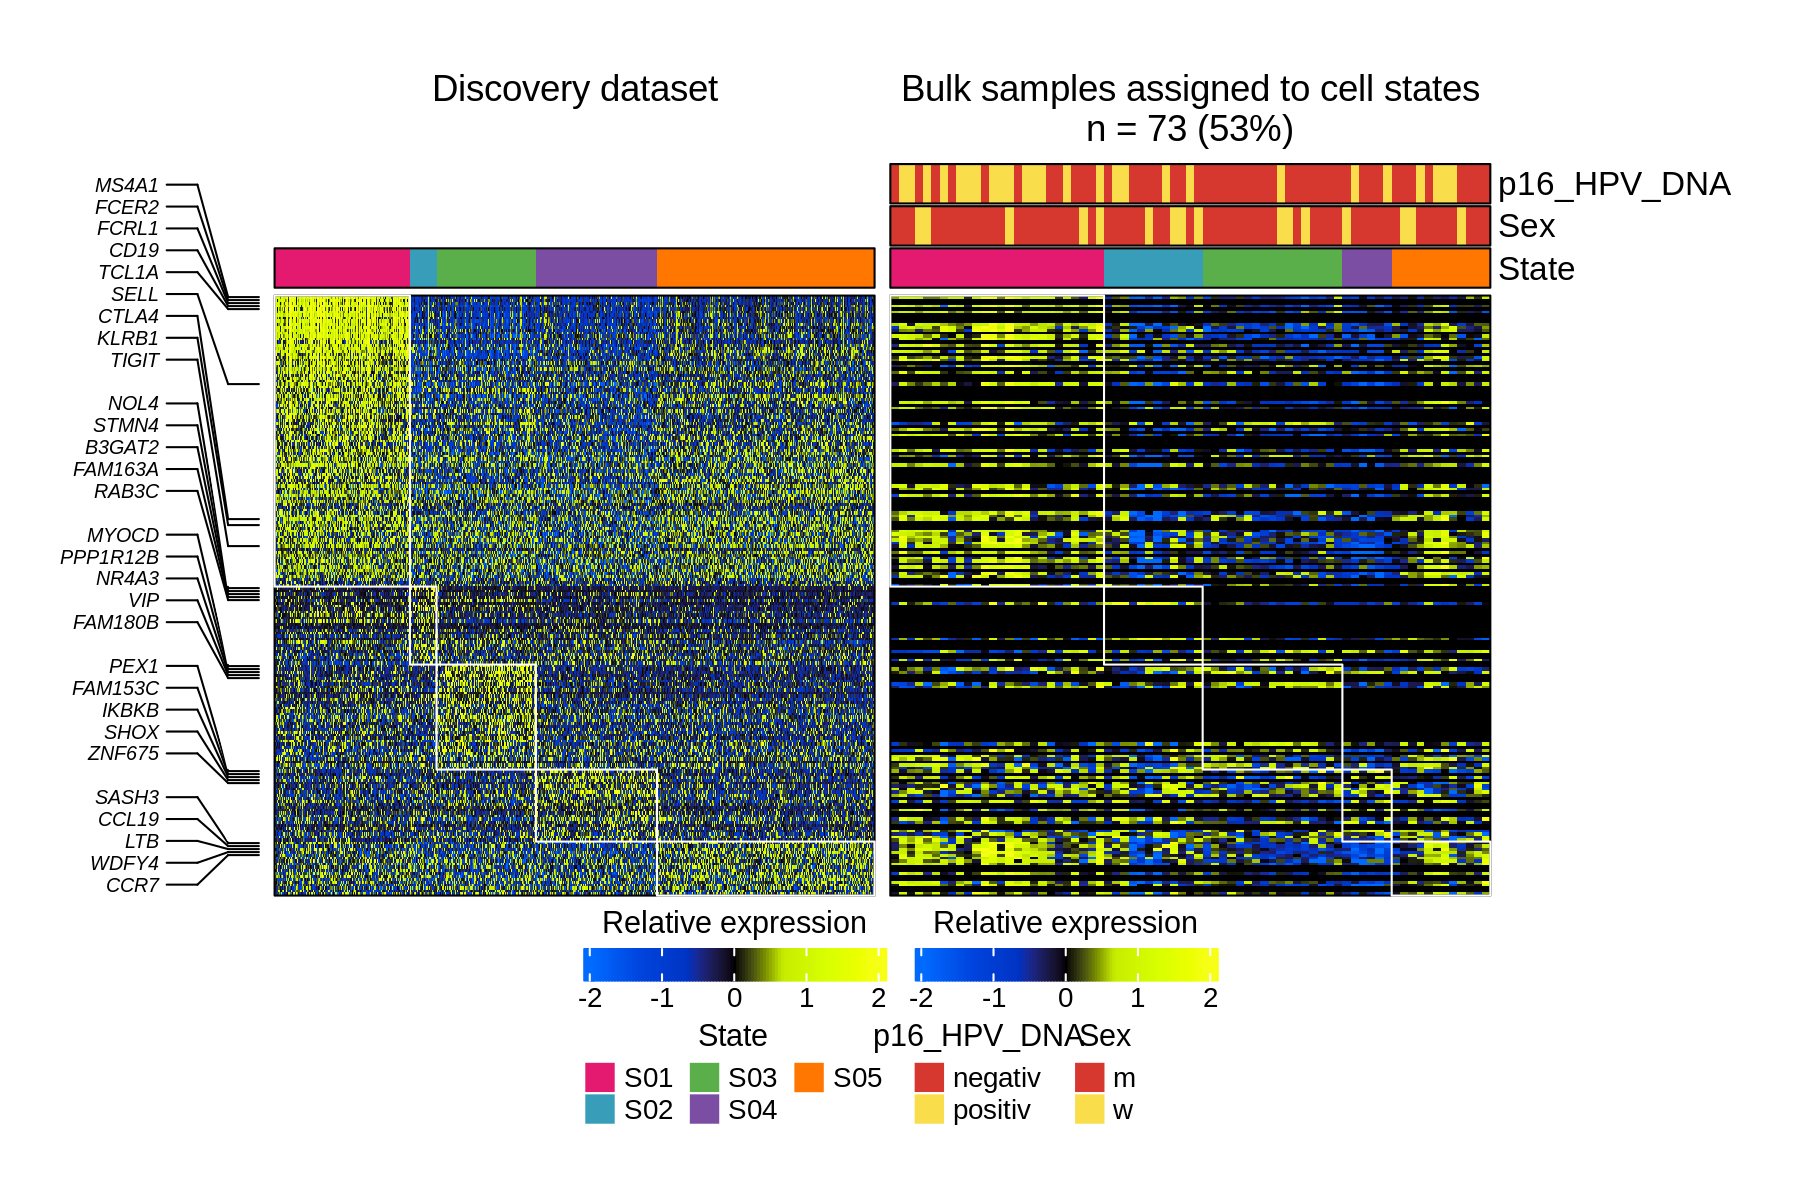 Discovery dataset
Bulk samples assigned to cell states
n = 73 (53%)
p16_HPV_DNA
Sex
State
MS4A1
FCER2
FCRL1
CD19
TCL1A
SELL
CTLA4
KLRB1
TIGIT
NOL4
STMN4
B3GAT2
FAM163A
RAB3C
MYOCD
PPP1R12B
NR4A3
VIP
FAM180B
PEX1
FAM153C
IKBKB
SHOX
ZNF675
SASH3
CCL19
LTB
WDFY4
CCR7
Relative expression
-2 -1 0 1 2
Relative expression
-2 -1 0 1 2
State
S01 S03 S05
S02 S04
p16_HPV_DNA
negativ
positiv
Sex
m
w